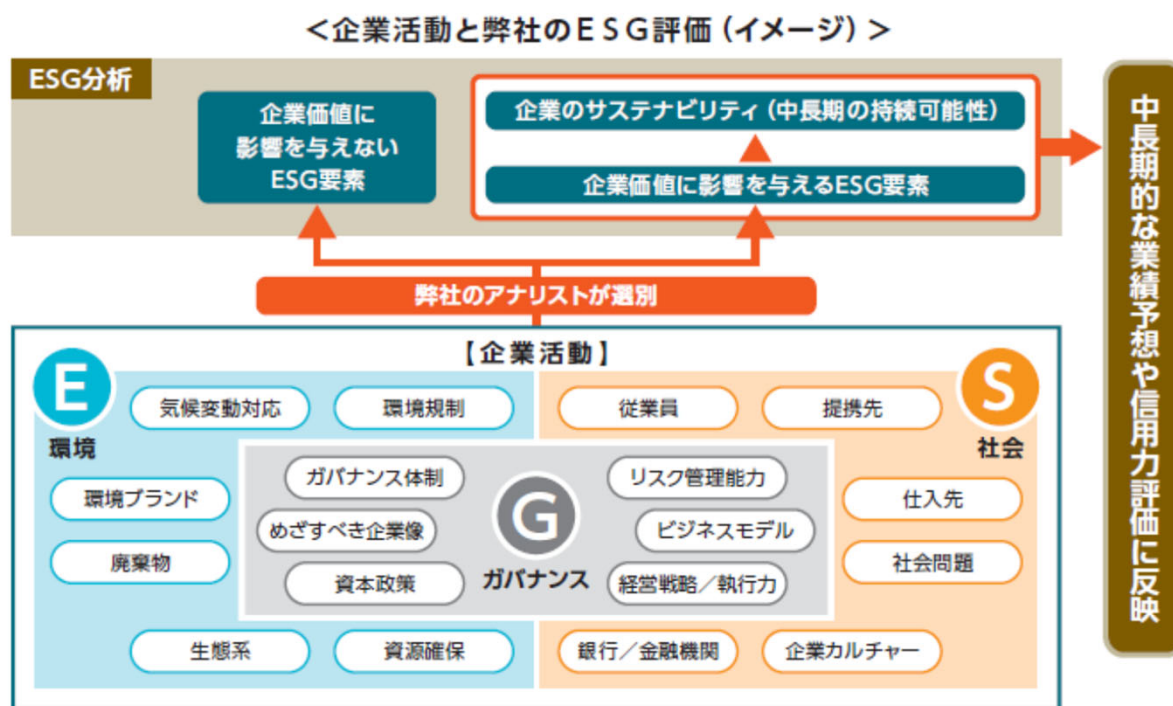 ＜企業活動と弊社のＥＳＧ評価（イメージ）＞
ESG分析
企業価値に
影響を与えない
ESG要素
企業のサステナビリティ（中長期の持続可能性）
企業価値に影響を与えるESG要素
中長期的な業績予想や信用力評価に反映
弊社のアナリストが選別
【企業活動】
E
環境
気候変動対応
環境規制
環境ブランド
廃棄物
生態系
資源確保
G
ガバナンス
ガバナンス体制
めざすべき企業像
資本政策
リスク管理能力
ビジネスモデル
経営戦略／執行力
S
社会
従業員
提携先
仕入先
社会問題
銀行／金融機関
企業カルチャー